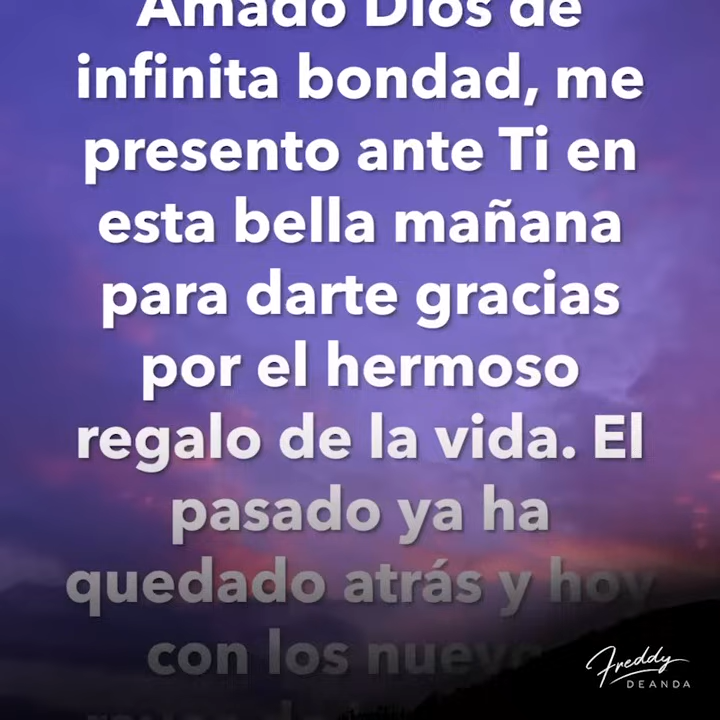 Amado Dios de
infinita bondad, me
presento ante Ti en
esta bella mañana
para darte gracias
por el hermoso
regalo de la vida. El
pasado ya ha
quedado atrás y hoy
con los
Freddy
DEANDA